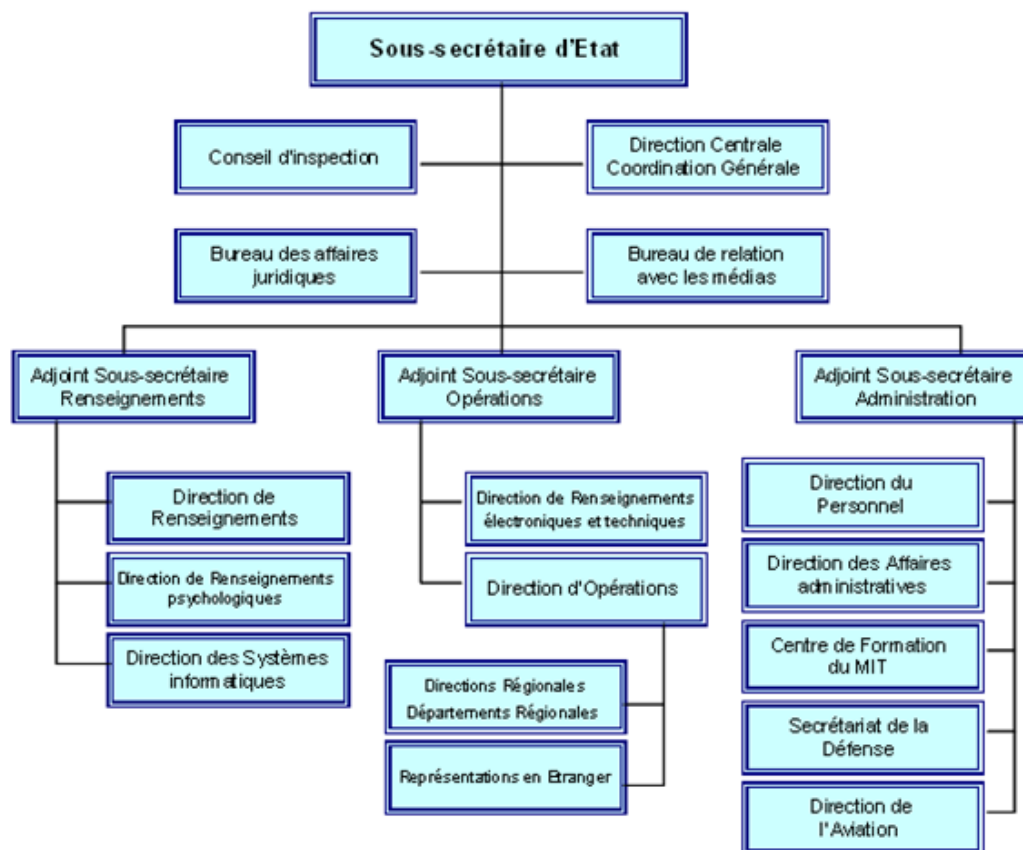 Sous-secrétaire d'Etat
Conseil d'inspection
Direction Centrale
Coordination Générale
Bureau des affaires
juridiques
Bureau de relation
avec les médias
Adjoint Sous-secrétaire
Renseignements
Adjoint Sous-secrétaire
Opérations
Adjoint Sous-secrétaire
Administration
Direction de
Renseignements
Direction de Renseignements
psychologiques
Direction des Systèmes
informatiques
Direction de Renseignements
électroniques et techniques
Direction d'Opérations
Directions Régionales
Départements Régionales
Représentations en Etranger
Direction du
Personnel
Direction des Affaires
administratives
Centre de Formation
du MIT
Secrétariat de la
Défense
Direction de
l'Aviation